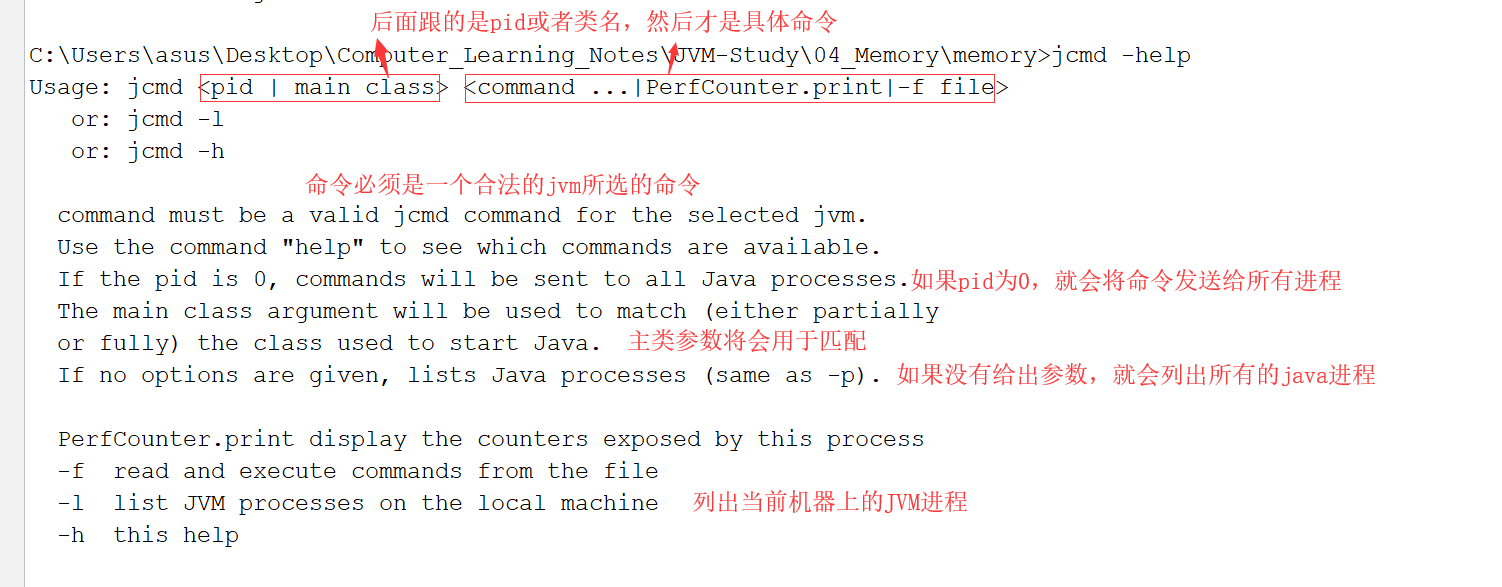 后面跟的是pid或者类名，然后才是具体命令
C:\Users\asus\Desktop\Computer_Learning_Notes\JVM-Study\04_Memory\memory>jcmd -help
Usage: jcmd <pid | main class> <command ...|PerfCounter.print|-f file>
or: jcmd -l
or: jcmd -h
命令必须是一个合法的jvm所选的命令
command must be a valid jcmd command for the selected jvm.
Use the command "help" to see which commands are available.
If the pid is 0, commands will be sent to all Java processes.如果pid为0，就会将命令发送给所有进程
The main class argument will be used to match (either partially
or fully) the class used to start Java. 主类参数将会用于匹配
If no options are given, lists Java processes (same as -p). 如果没有给出参数，就会列出所有的java进程
PerfCounter.print display the counters exposed by this process
-f read and execute commands from the file
-l list JVM processes on the local machine 列出当前机器上的JVM进程
-h this help